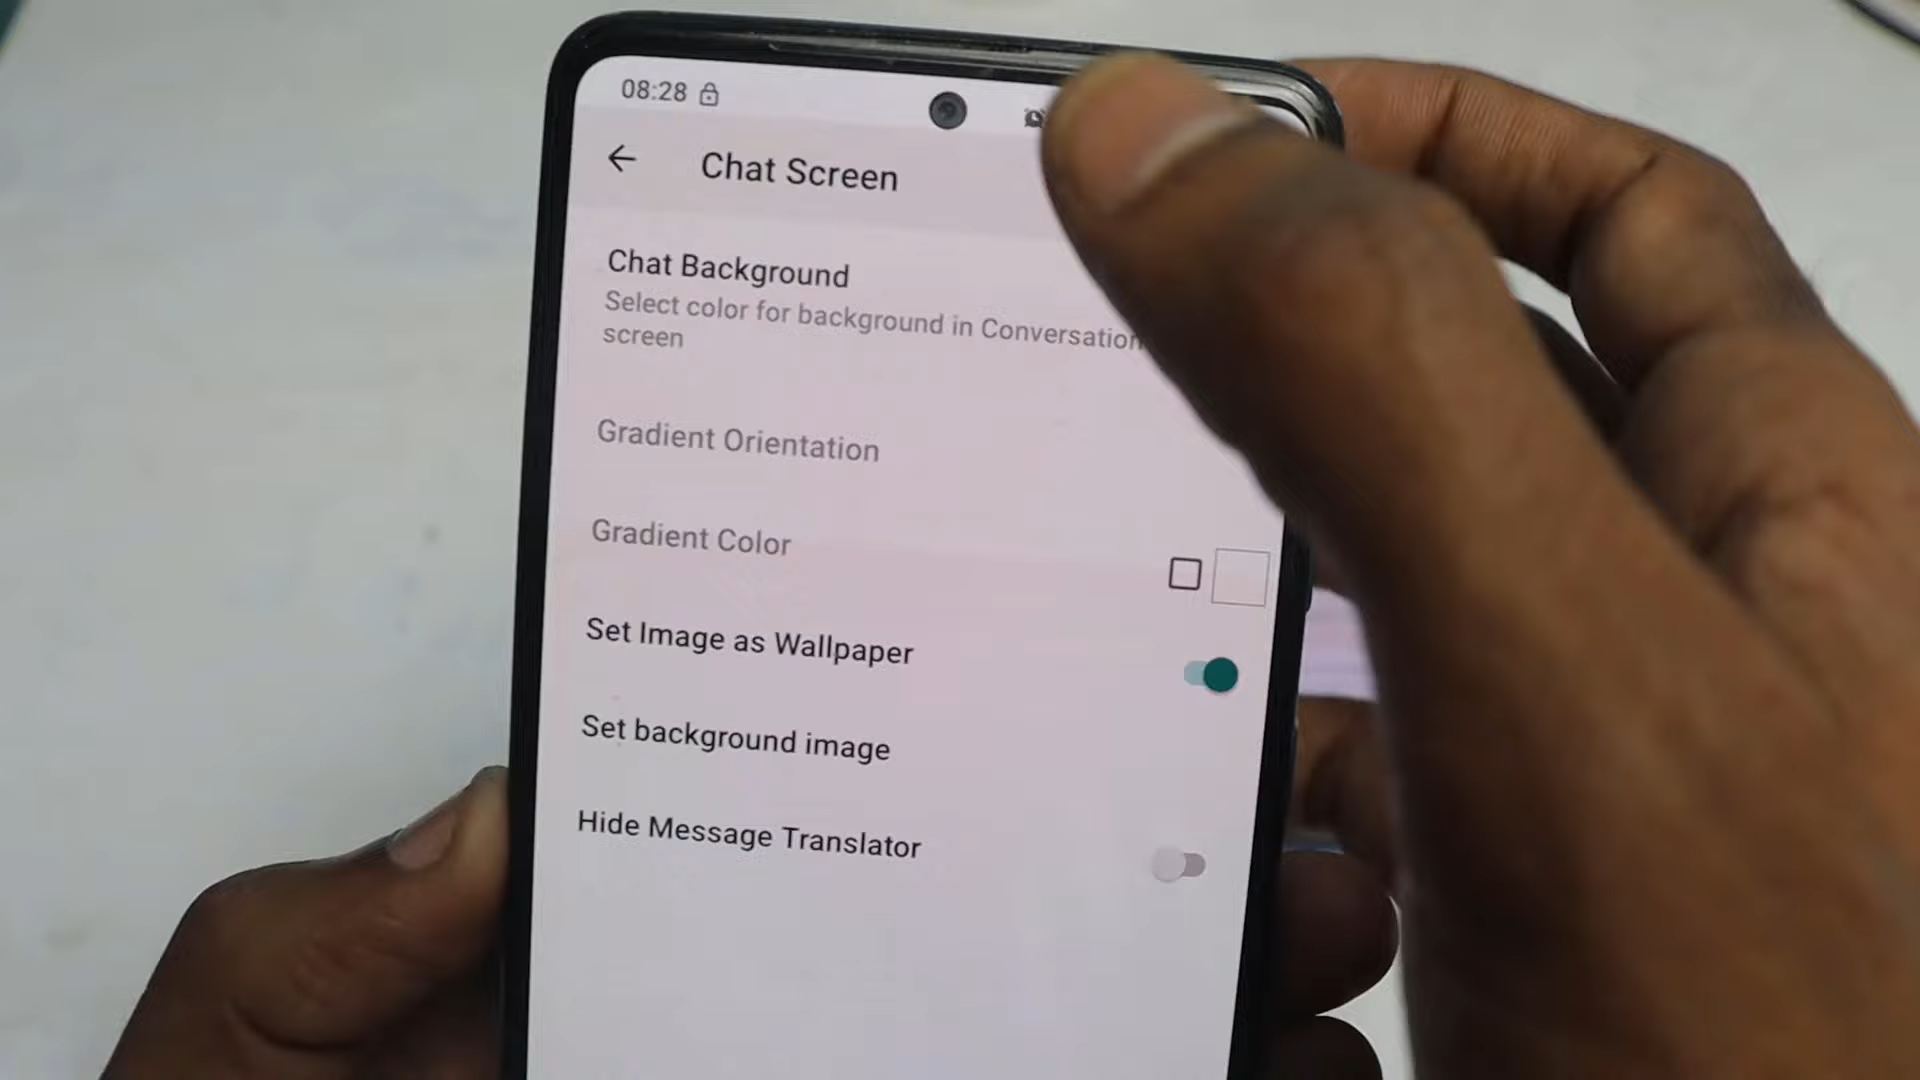 08:28
Chat Screen
Chat Background
Select color for background in Conversation
screen
Gradient Orientation
Gradient Color
Set Image as Wallpaper
Set background image
Hide Message Translator